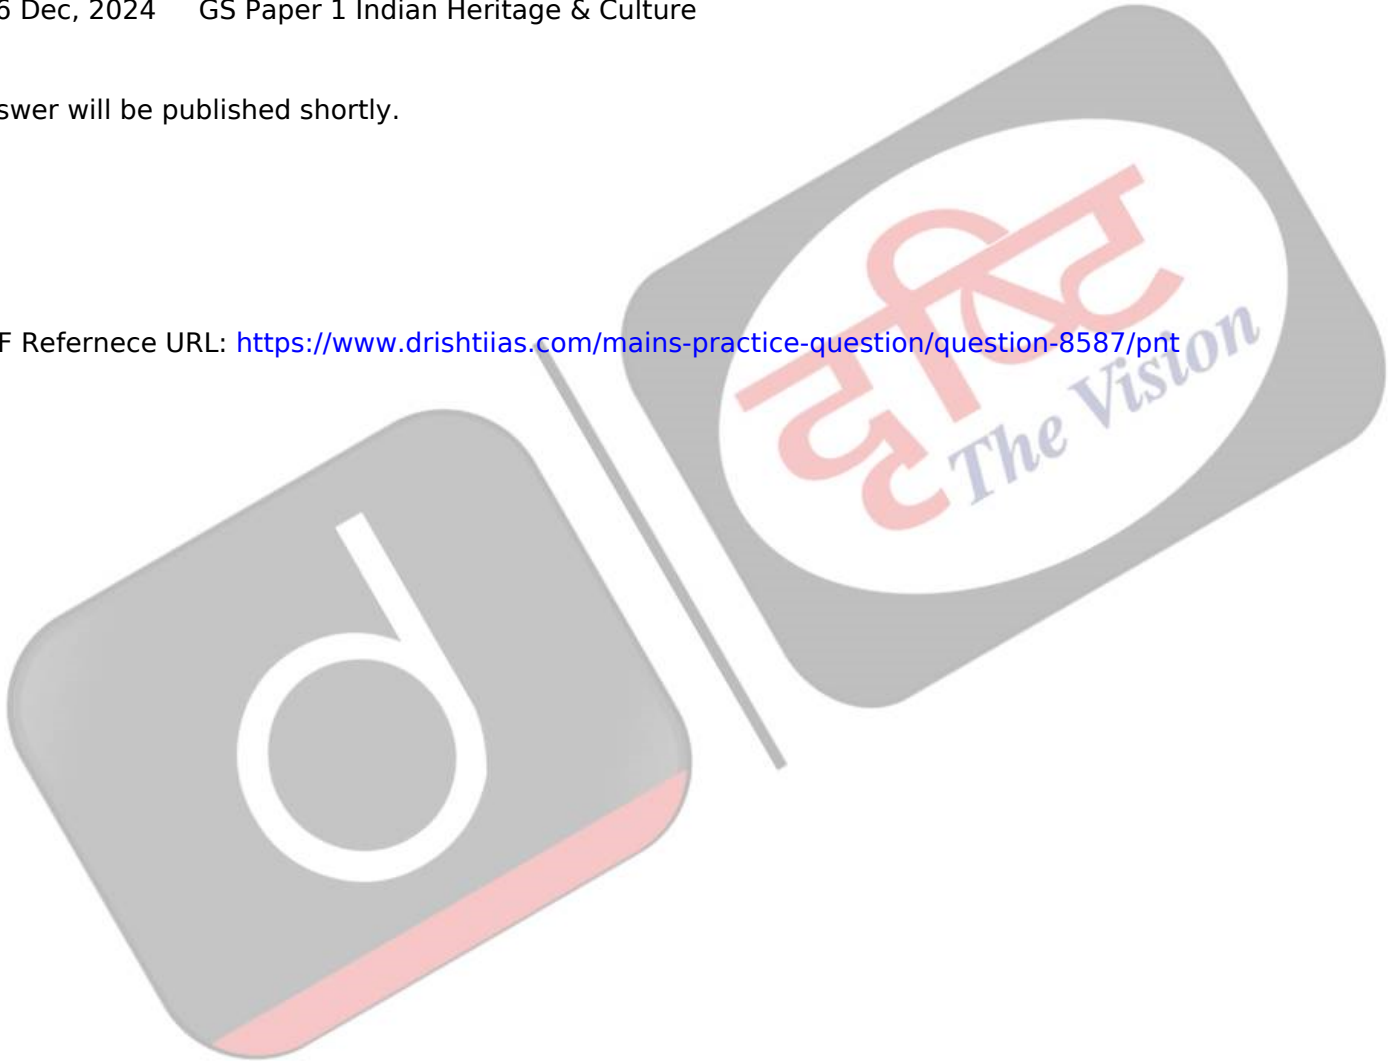 6 Dec, 2024 GS Paper 1 Indian Heritage & Culture
swer will be published shortly.
F Refernece URL: https://www.drishtiias.com/mains-practice-question/question-8587/pnt
दृष्टि
The Vision
d